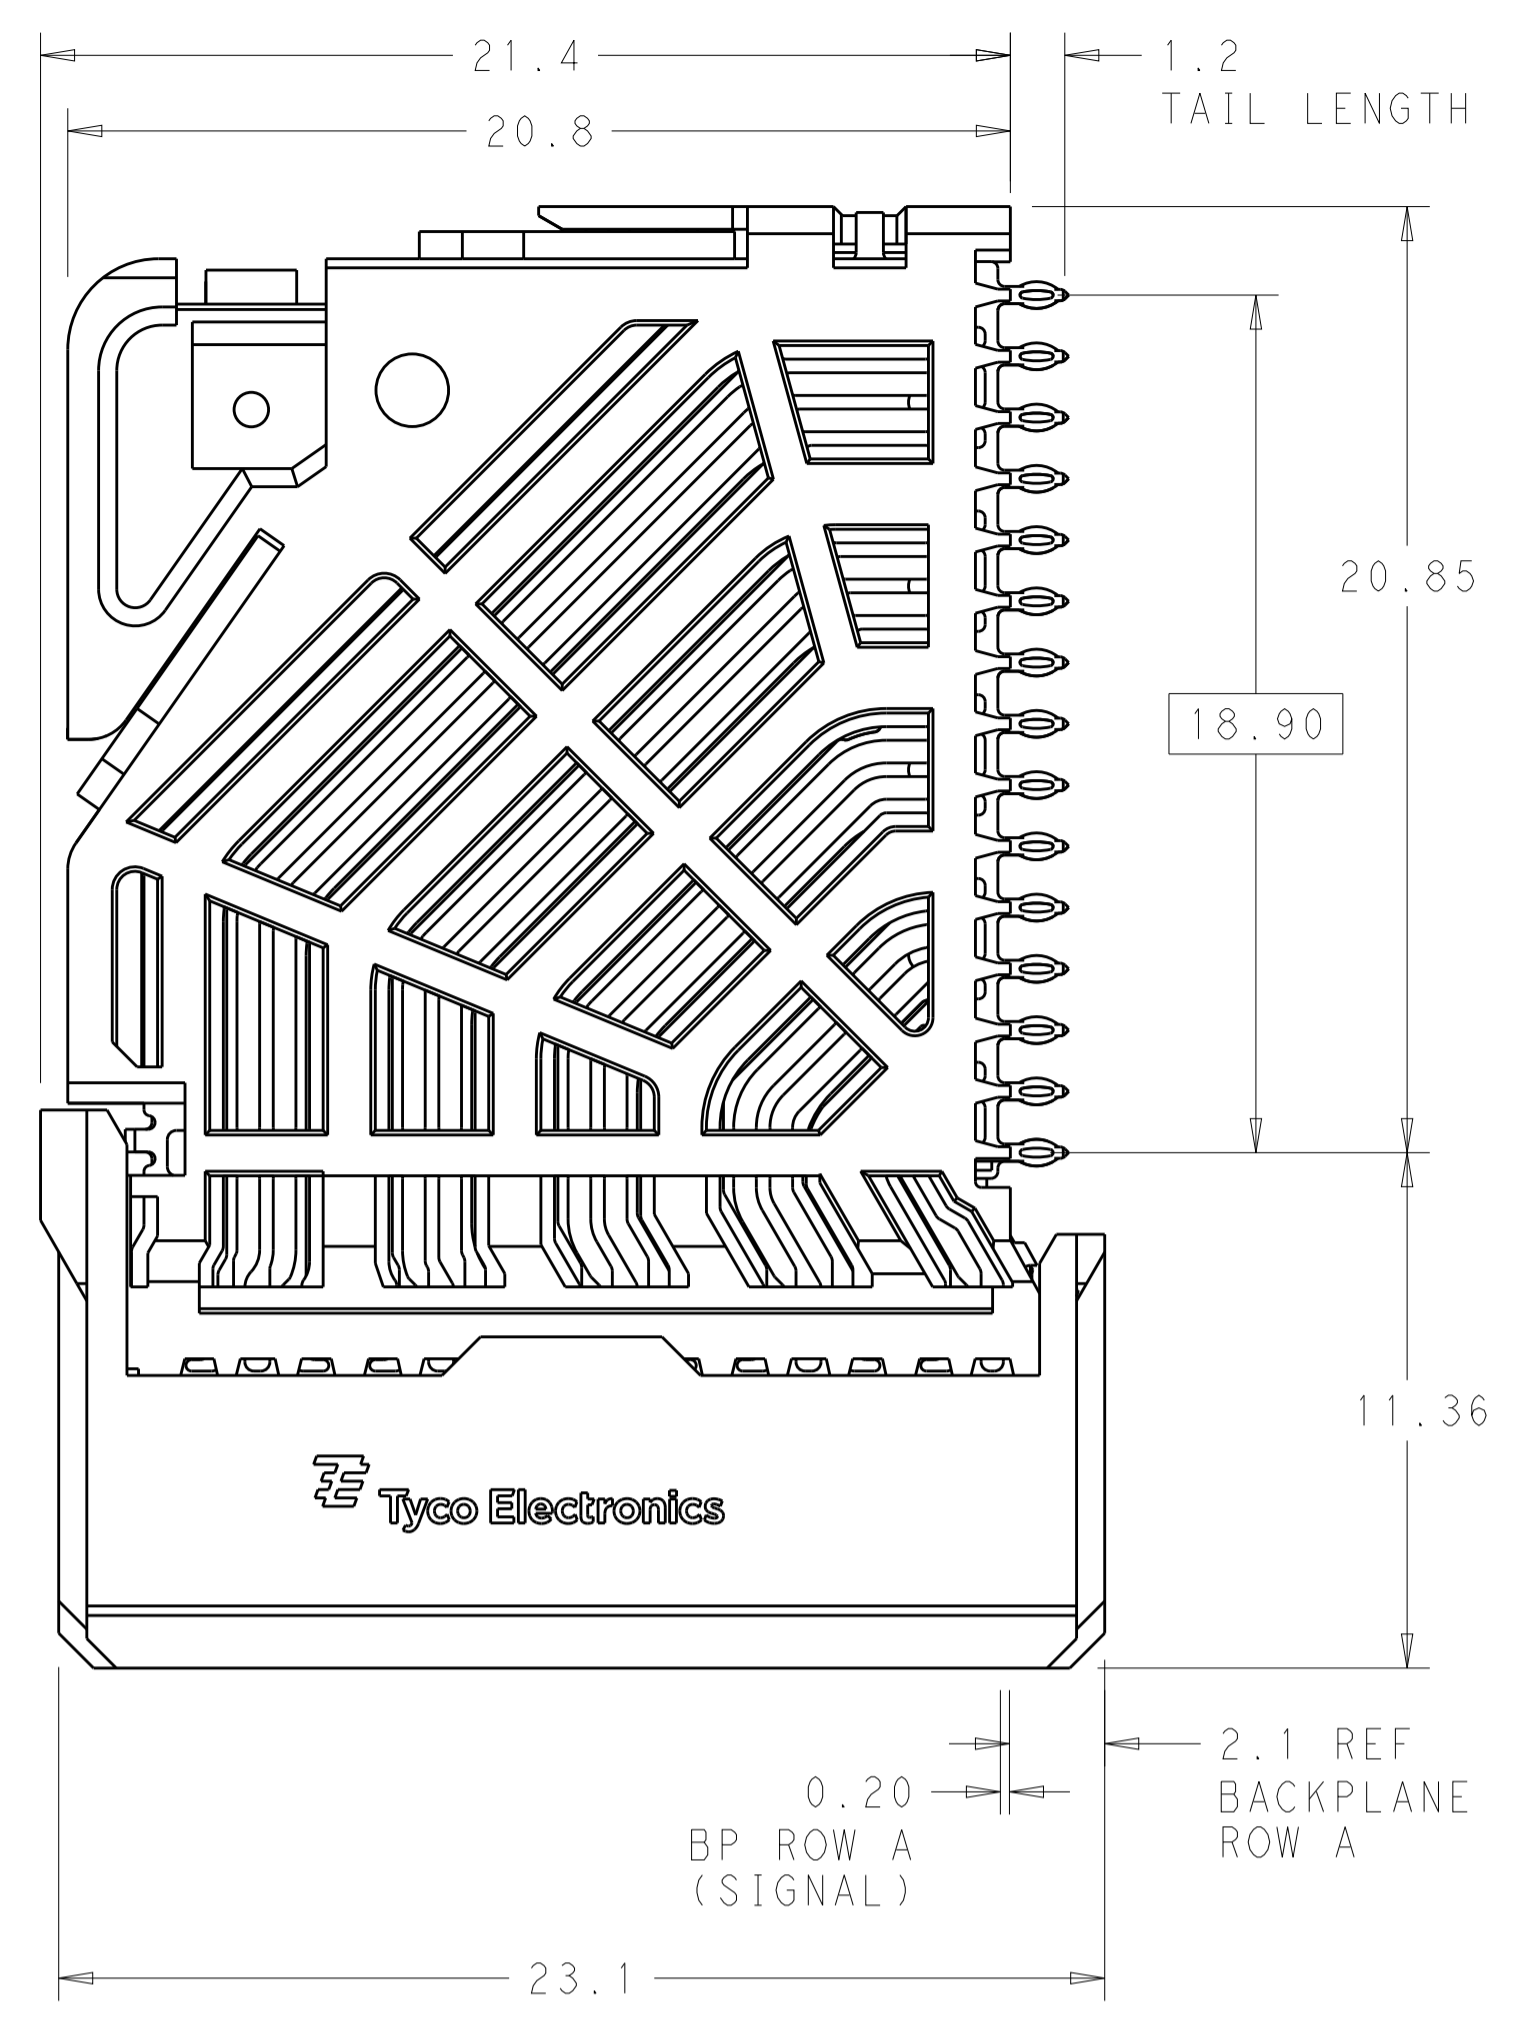 21.4
1.2
TAIL LENGTH
20.8
20.85
18.90
11.36
Tyco Electronics
2.1 REF
BACKPLANE
ROW A
0.20
BP ROW A
(SIGNAL)
23.1